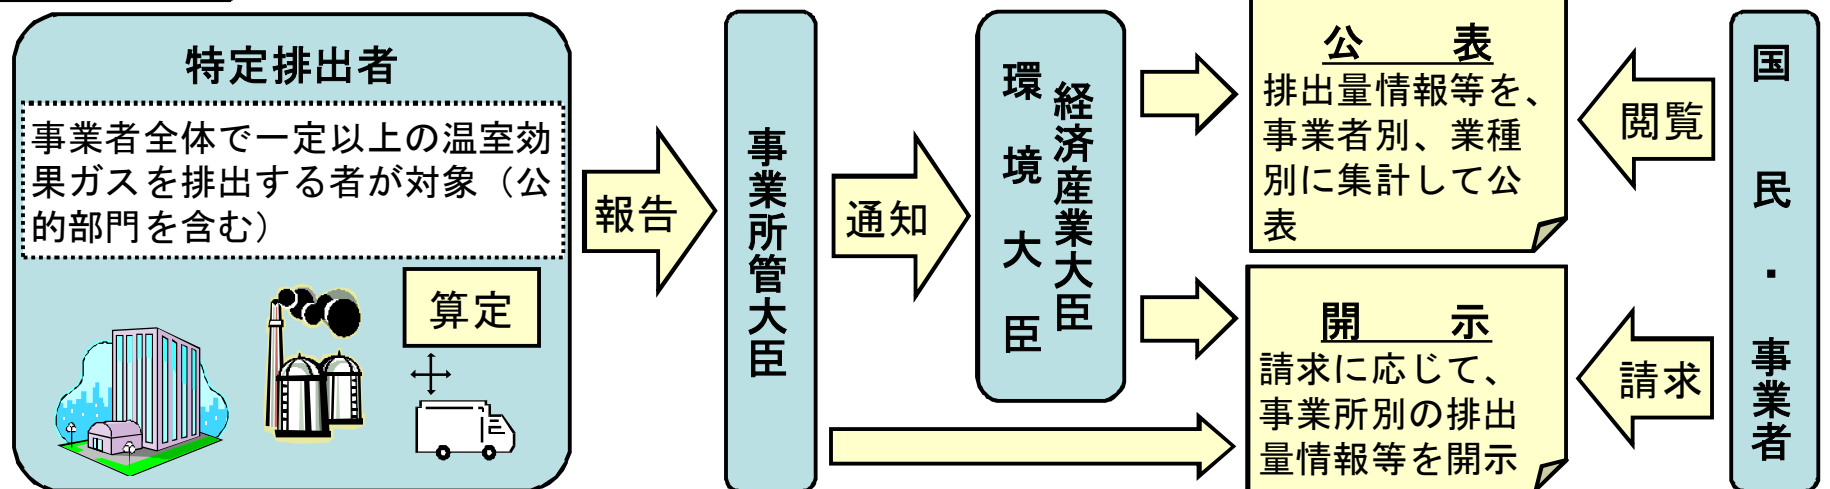 特定排出者
事業者全体で一定以上の温室効
果ガスを排出する者が対象（公
的部門を含む）
算定
報告
事業所管大臣
通知
環境大臣
経済産業大臣
公　表
排出量情報等を、
事業者別、業種
別に集計して公
表
開　示
請求に応じて、
事業所別の排出
量情報等を開示
閲覧
請求
国民・事業者